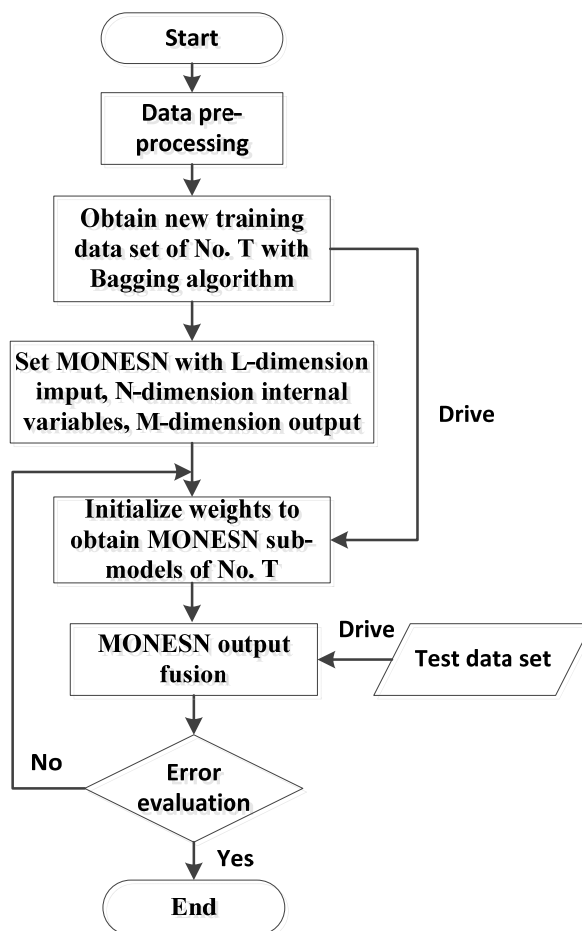 Start
Data pre-
processing
Obtain new training
data set of No. T with
Bagging algorithm
Set MONESN with L-dimension
imput, N-dimension internal
variables, M-dimension output
Drive
Initialize weights to
obtain MONESN sub-
models of No. T
MONESN output
fusion
Drive
Test data set
No
Error
evaluation
Yes
End